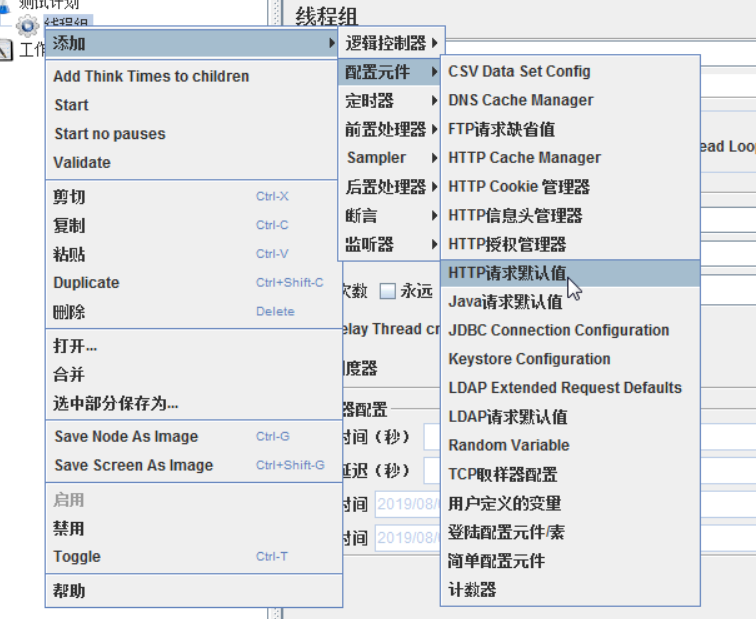 测试计划
线程组
线程组
添加
Add Think Times to children
Start
Start no pauses
Validate
剪切 Ctrl-X
复制 Ctrl-C
粘贴 Ctrl-V
Duplicate Ctrl+Shift-C
删除 Delete
打开...
合并
选中部分保存为...
Save Node As Image Ctrl-G
Save Screen As Image Ctrl+Shift-G
启用
禁用
Toggle Ctrl-T
帮助
逻辑控制器
配置元件
定时器
前置处理器
Sampler
后置处理器
断言
监听器
CSV Data Set Config
DNS Cache Manager
FTP请求缺省值
HTTP Cache Manager
HTTP Cookie 管理器
HTTP信息头管理器
HTTP授权管理器
HTTP请求默认值
Java请求默认值
JDBC Connection Configuration
Keystore Configuration
LDAP Extended Request Defaults
LDAP请求默认值
Random Variable
TCP取样器配置
用户定义的变量
登陆配置元件/素
简单配置元件
计数器
工作
ead Loo
次数 永远
elay Thread cr
度器
器配置
时间（秒）
延迟（秒）
时间 2019/08/
时间 2019/08/